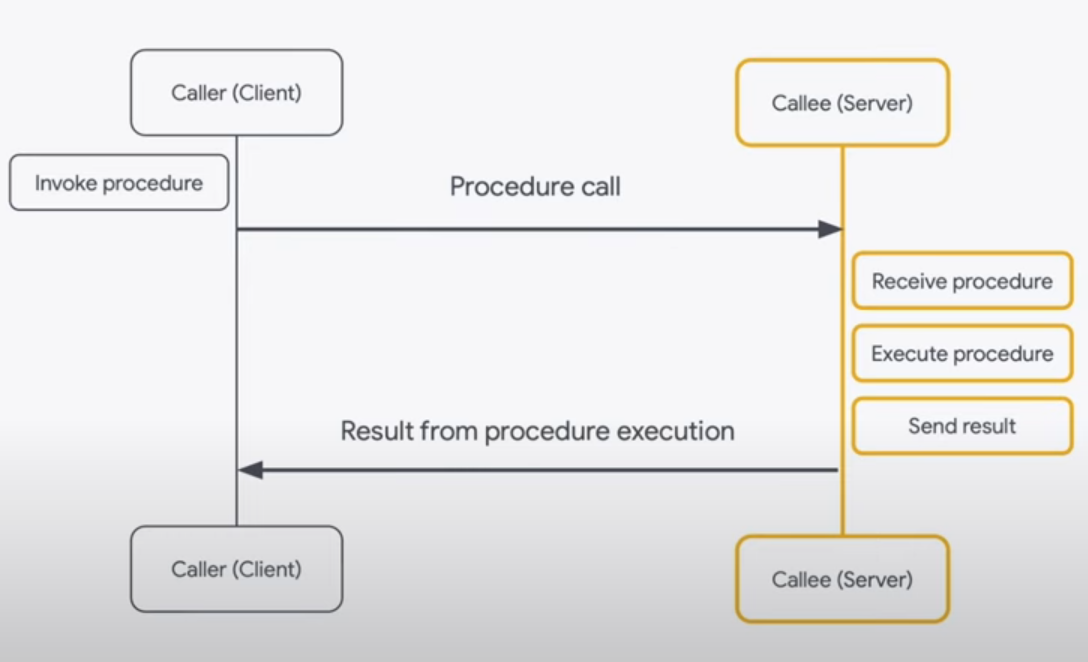 Caller (Client)
Callee (Server)
Invoke procedure
Procedure call
Receive procedure
Execute procedure
Send result
Result from procedure execution
Caller (Client)
Callee (Server)